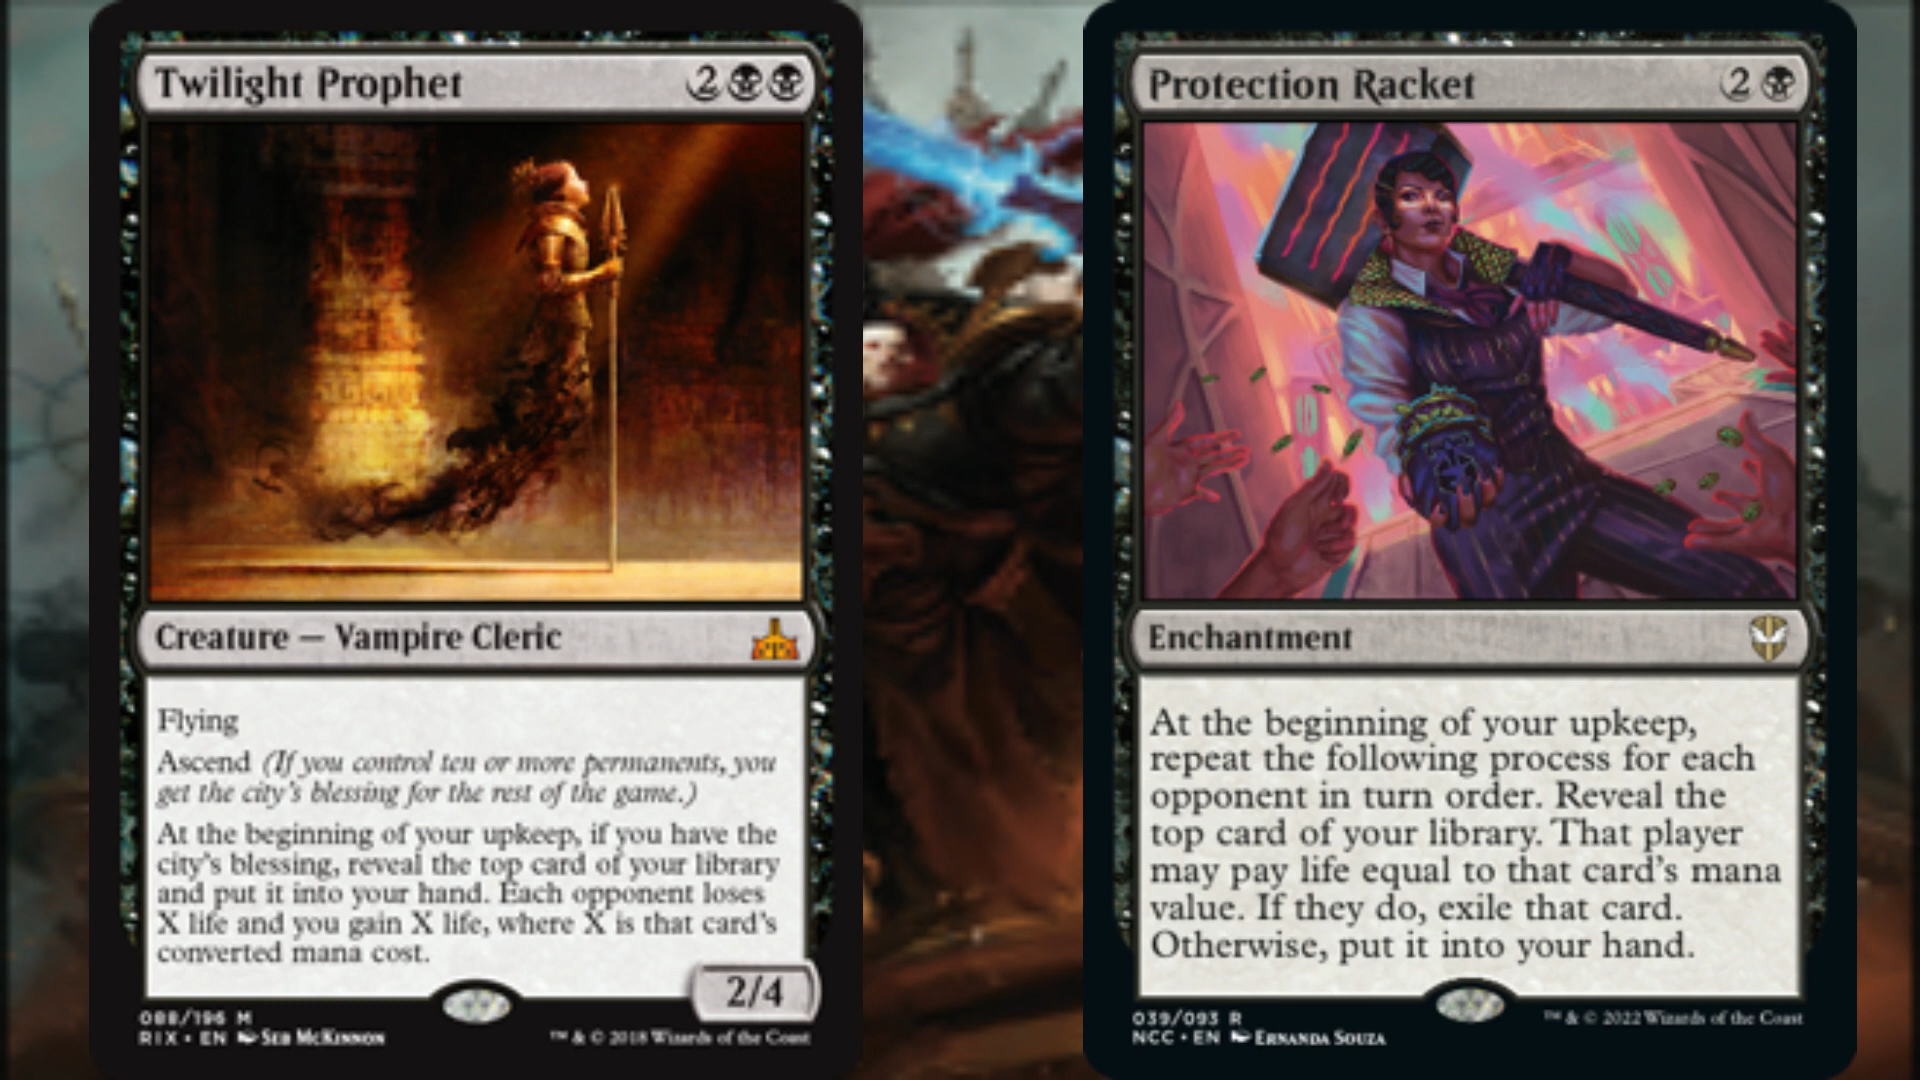 Twilight Prophet 2
Creature — Vampire Cleric
Flying
Ascend (If you control ten or more permanents, you
get the city's blessing for the rest of the game.)
At the beginning of your upkeep, if you have the
city's blessing, reveal the top card of your library
and put it into your hand. Each opponent loses
X life and you gain X life, where X is that card's
converted mana cost.
2/4
088/196 M
RIX • EN SEB MCKINNON
™ & © 2018 Wizards of the Coast
Protection Racket 2
Enchantment
At the beginning of your upkeep,
repeat the following process for each
opponent in turn order. Reveal the
top card of your library. That player
may pay life equal to that card's mana
value. If they do, exile that card.
Otherwise, put it into your hand.
039/093 R
NCC • EN ERNANDA SOUZA
™ & © 2022 Wizards of the Coast